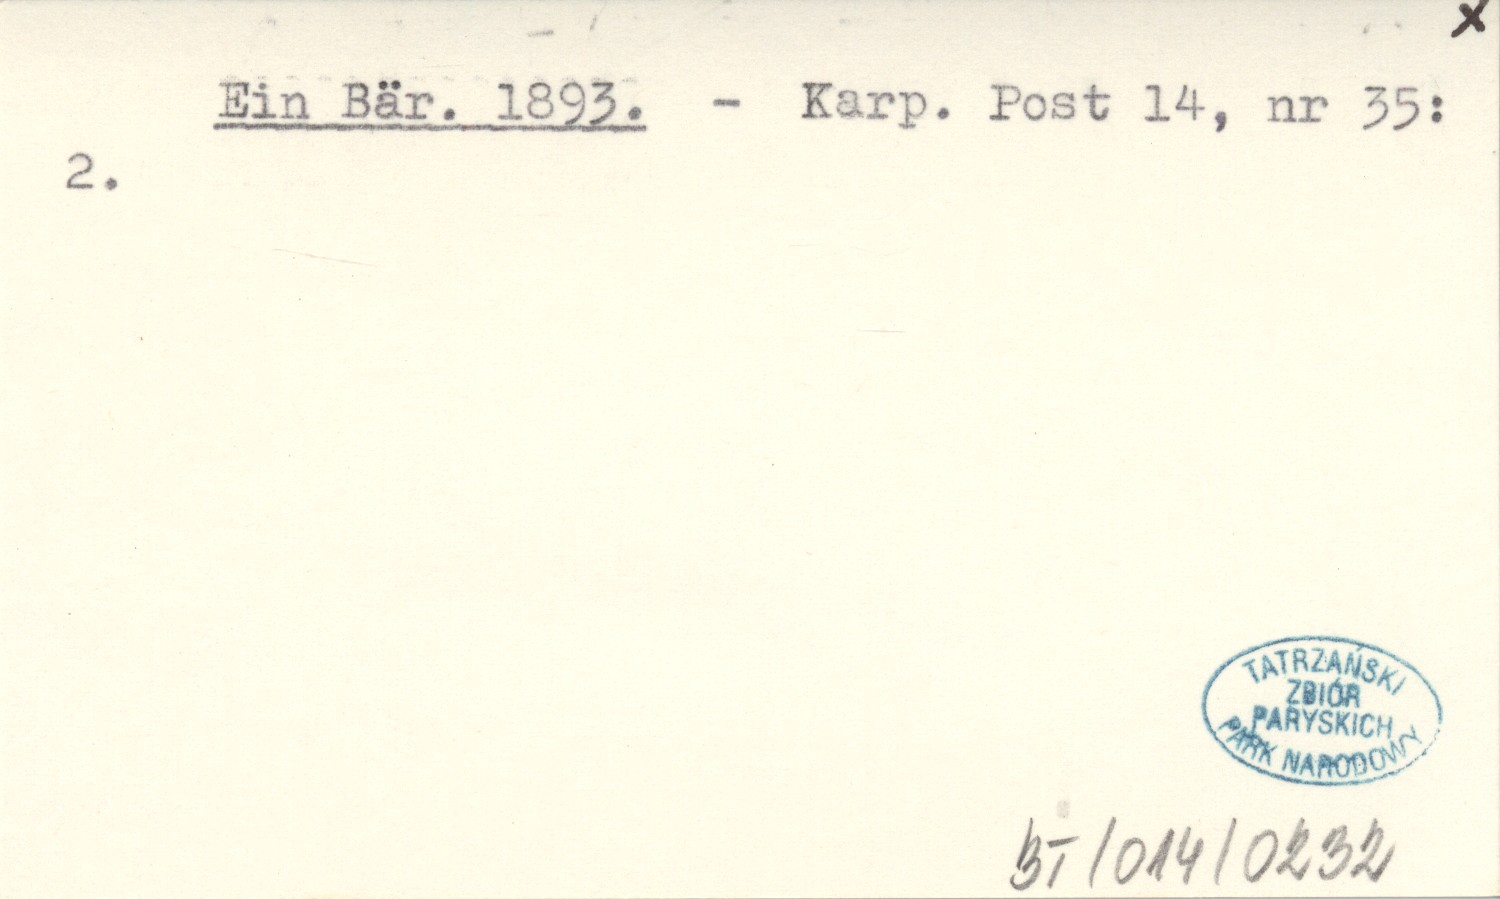 x
Ein Bär. 1893. - Karp. Post 14, nr 35:
2.
TATRZAŃSKI
ZBIÓR
PARYSKICH
PARK NARODOWY
BT/014/0232